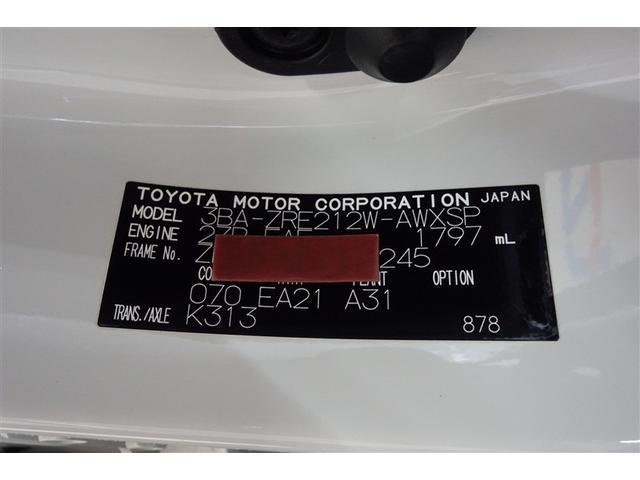 TOYOTA MOTOR CORPORATION JAPAN
MODEL 3BA-ZRE212W-AWXSP
ENGINE 1797 mL
FRAME No. 245
PLANT OPTION
070 EA21 A31
TRANS./AXLE K313
878